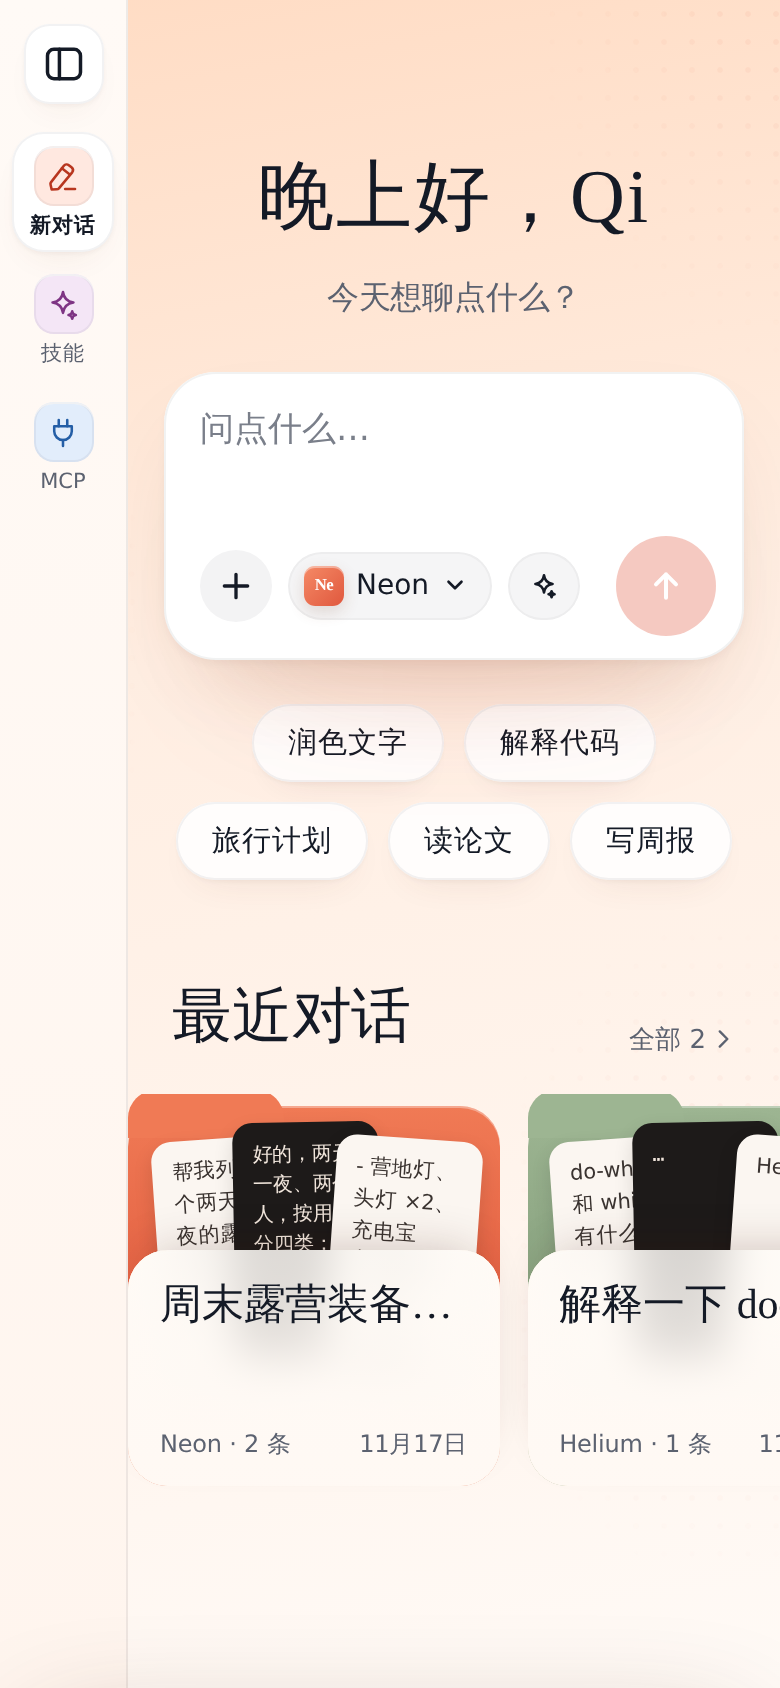 新对话
技能
MCP
晚上好，Qi
今天想聊点什么？
问点什么...
Ne
Neon
润色文字
解释代码
旅行计划
读论文
写周报
最近对话
全部 2
帮我列
个两天
夜的露
好的，两天
一夜、两
人，按用
分四类：
- 营地灯、
头灯 ×2、
充电宝
周末露营装备...
Neon · 2 条
11月17日
do-wh
和 whi
有什么
...
He
解释一下 do-
Helium · 1 条
11